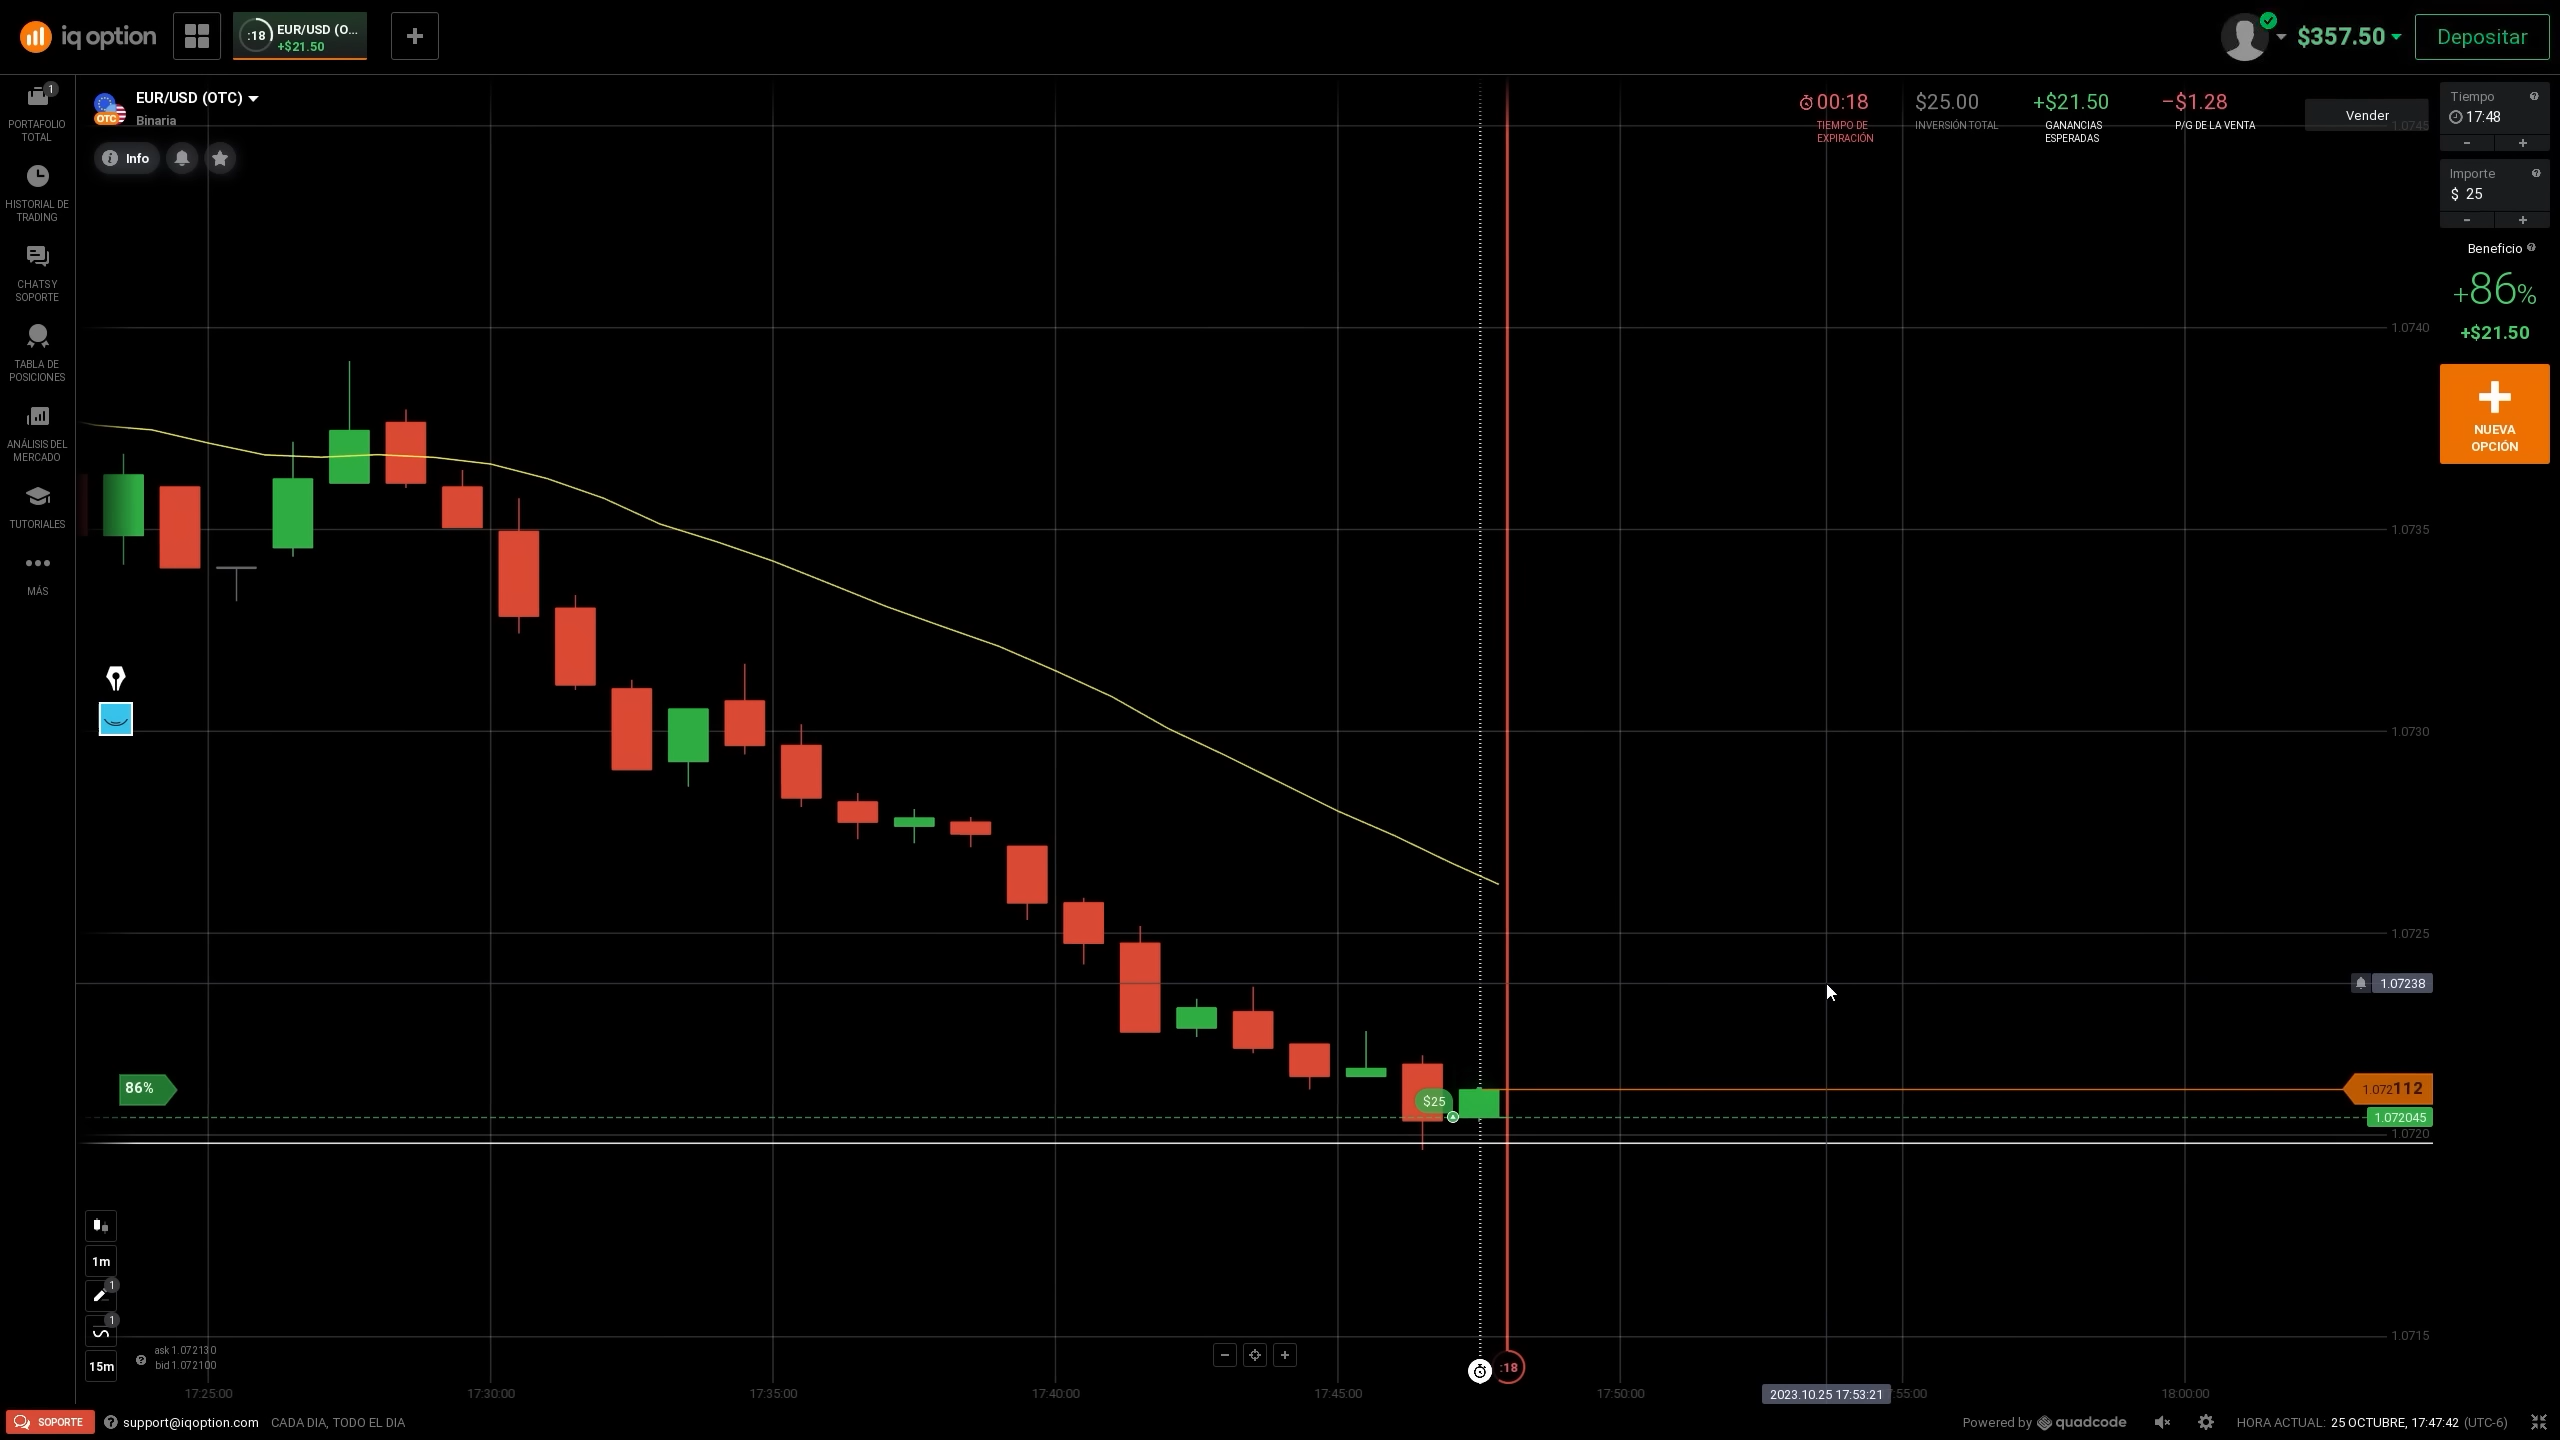 iq option
:18
EUR/USD (O...
+$21.50
$357.50
Depositar
1
PORTAFOLIO
TOTAL
HISTORIAL DE
TRADING
CHATS Y
SOPORTE
TABLA DE
POSICIONES
ANÁLISIS DEL
MERCADO
TUTORIALES
MÁS
EUR/USD (OTC)
OTC
Binaria
Info
00:18
TIEMPO DE
EXPIRACIÓN
$25.00
INVERSIÓN TOTAL
+$21.50
GANANCIAS
ESPERADAS
−$1.28
P/G DE LA VENTA
Vender
1.0745
Tiempo
17:48
Importe
$ 25
Beneficio
+86%
+$21.50
NUEVA
OPCIÓN
1.0740
1.0735
1.0730
1.0725
1.07238
86%
$25
1.072112
1.072045
1.0720
1.0715
1m
1
1
15m
ask 1.072130
bid 1.072100
:18
17:25:00
17:30:00
17:35:00
17:40:00
17:45:00
17:50:00
2023.10.25 17:53:21
:55:00
18:00:00
SOPORTE
support@iqoption.com
CADA DIA, TODO EL DIA
Powered by quadcode
HORA ACTUAL: 25 OCTUBRE, 17:47:42 (UTC-6)